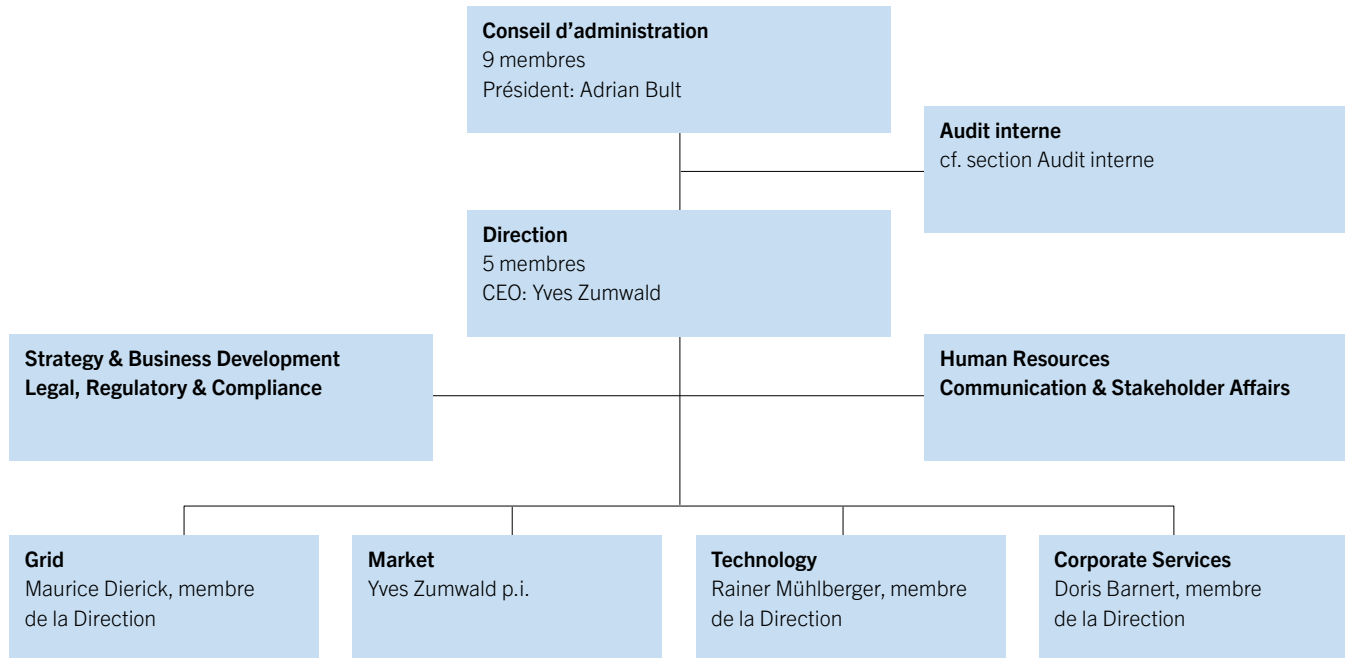 Conseil d’administration
9 membres
Président: Adrian Bult
Audit interne
cf. section Audit interne
Direction
5 membres
CEO: Yves Zumwald
Strategy & Business Development
Legal, Regulatory & Compliance
Human Resources
Communication & Stakeholder Affairs
Grid
Maurice Dierick, membre
de la Direction
Market
Yves Zumwald p.i.
Technology
Rainer Mühlberger, membre
de la Direction
Corporate Services
Doris Barnert, membre
de la Direction